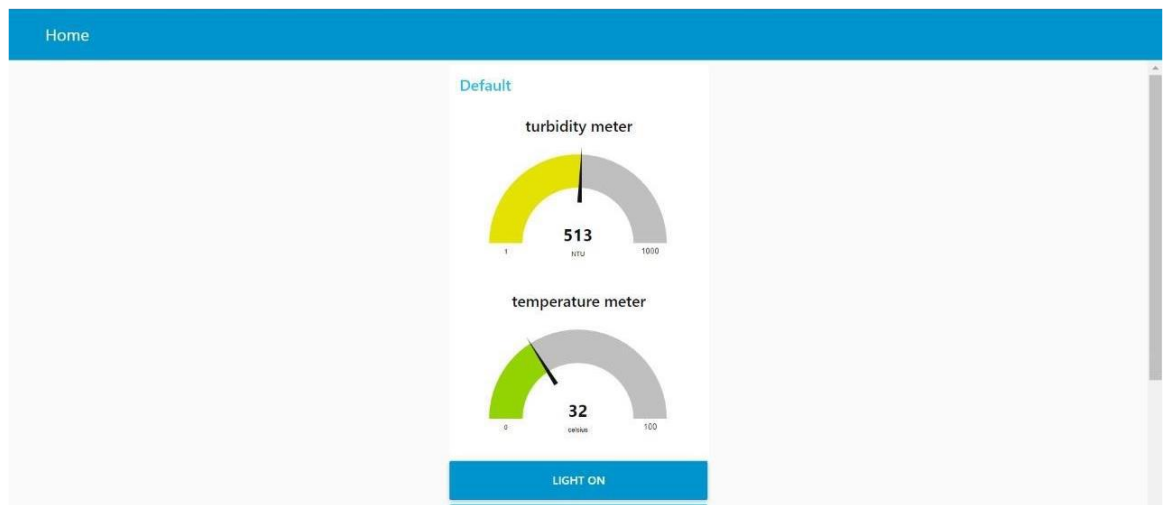 Home
Default
turbidity meter
513
NTU
1
1000
temperature meter
32
celsius
0
100
LIGHT ON